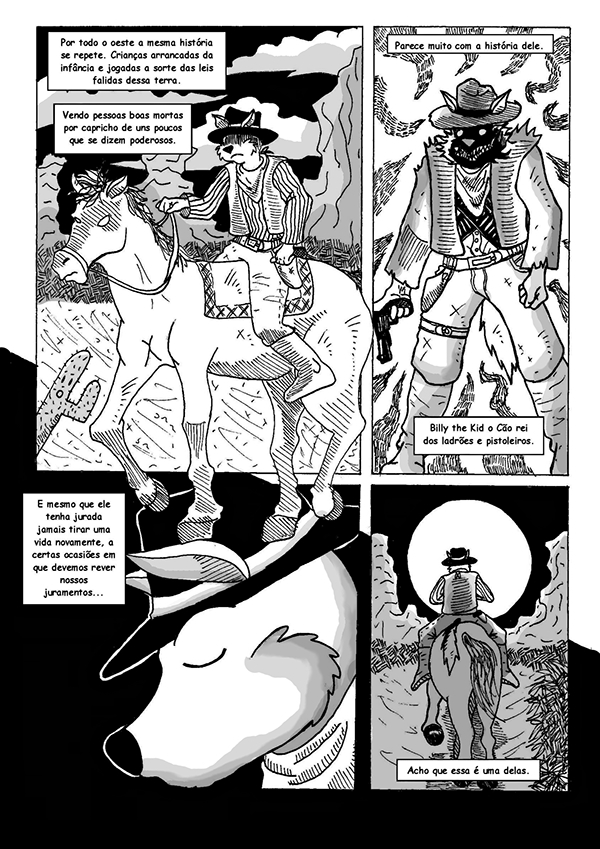 Por todo o oeste a mesma história
se repete. Crianças arrancadas da
infância e jogadas a sorte das leis
falidas dessa terra.
Vendo pessoas boas mortas
por capricho de uns poucos
que se dizem poderosos.
Parece muito com a história dele.
Billy the Kid o Cão rei
dos ladrões e pistoleiros.
E mesmo que ele
tenha jurada
jamais tirar uma
vida novamente, a
certas ocasiões em
que devemos rever
nossos
juramentos...
Acho que essa é uma delas.